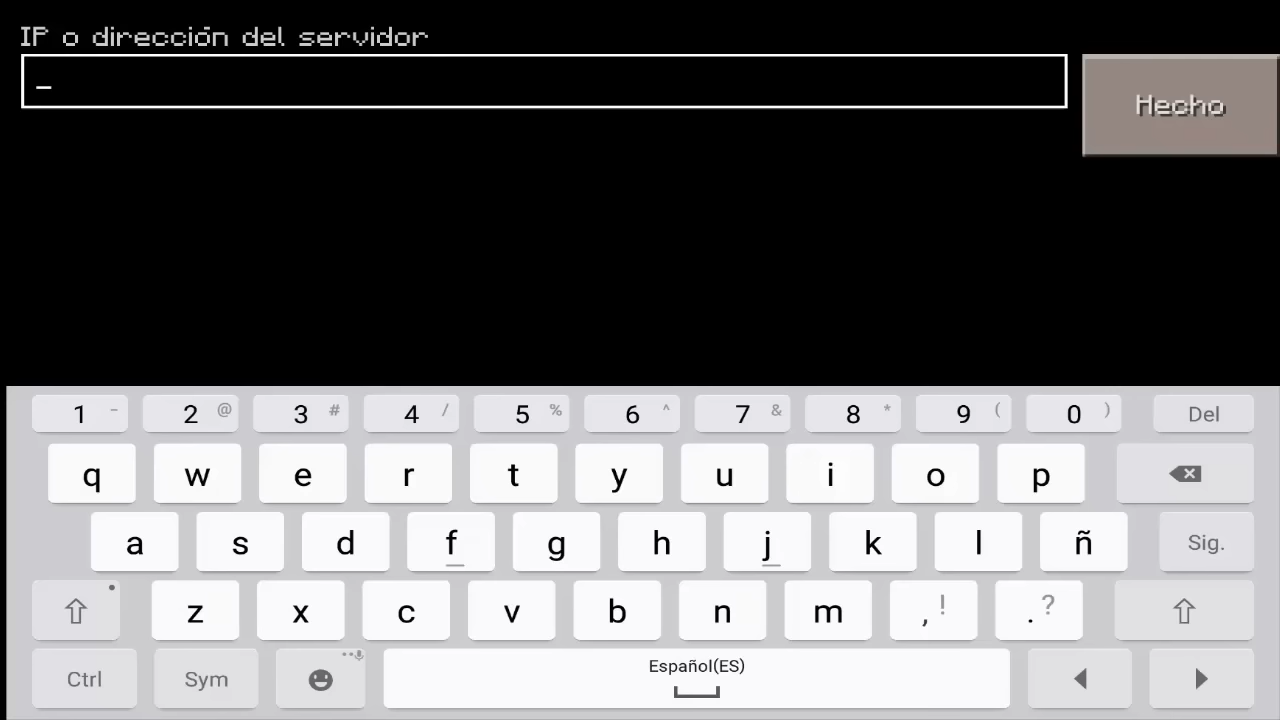 IP o dirección del servidor
_
Hecho
1 - 2 @ 3 # 4 / 5 % 6 ^ 7 & 8 * 9 ( 0 ) Del
q w e r t y u i o p
a s d f g h j k l ñ Sig.
z x c v b n m , ! . ?
Ctrl Sym Español(ES)